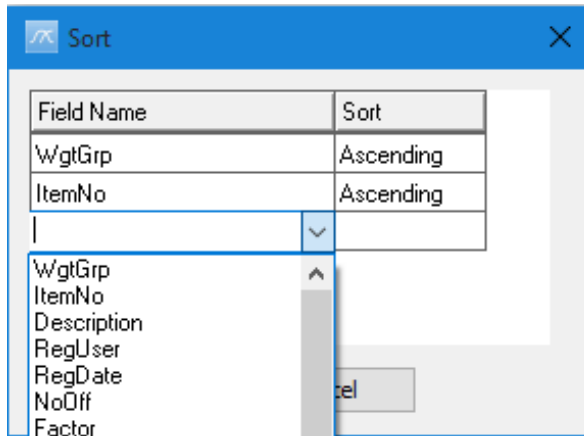 Sort
Field Name Sort
WgtGrp Ascending
ItemNo Ascending
WgtGrp
ItemNo
Description
RegUser
RegDate
NoOff
Factor